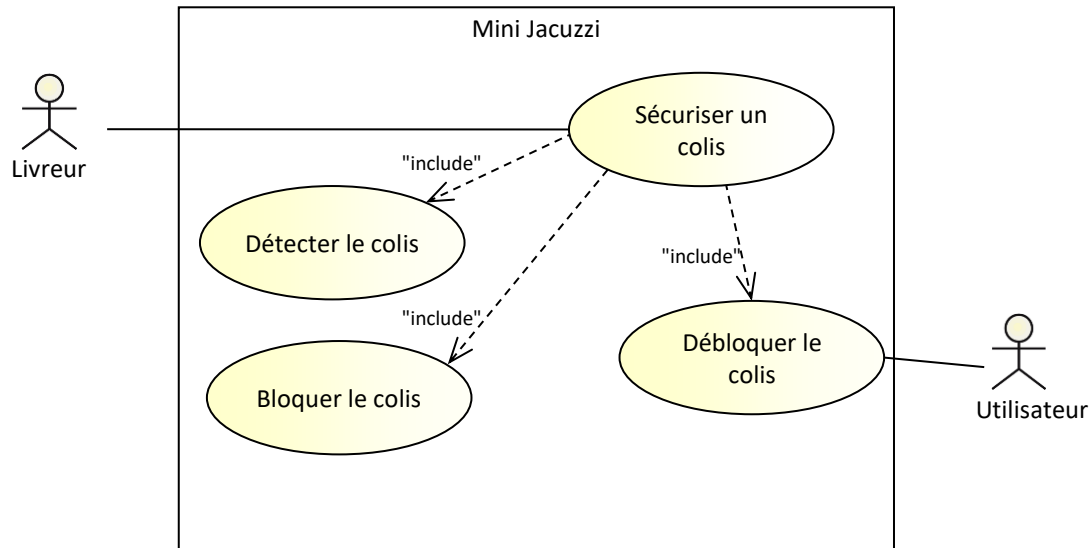 Mini Jacuzzi
Sécuriser un
colis
Livreur
"include"
Détecter le colis
"include"
"include"
Débloquer le
colis
Bloquer le colis
Utilisateur